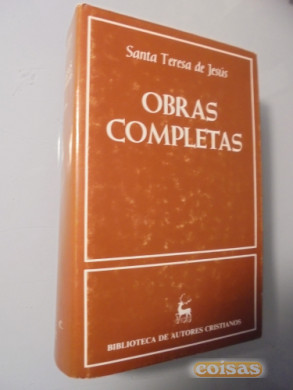 Santa Teresa de Jesús
OBRAS
COMPLETAS
BIBLIOTECA DE AUTORES CRISTIANOS
coisas